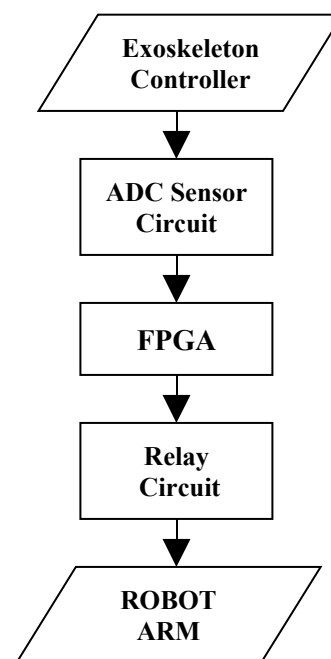 Exoskeleton
Controller
ADC Sensor
Circuit
FPGA
Relay
Circuit
ROBOT
ARM